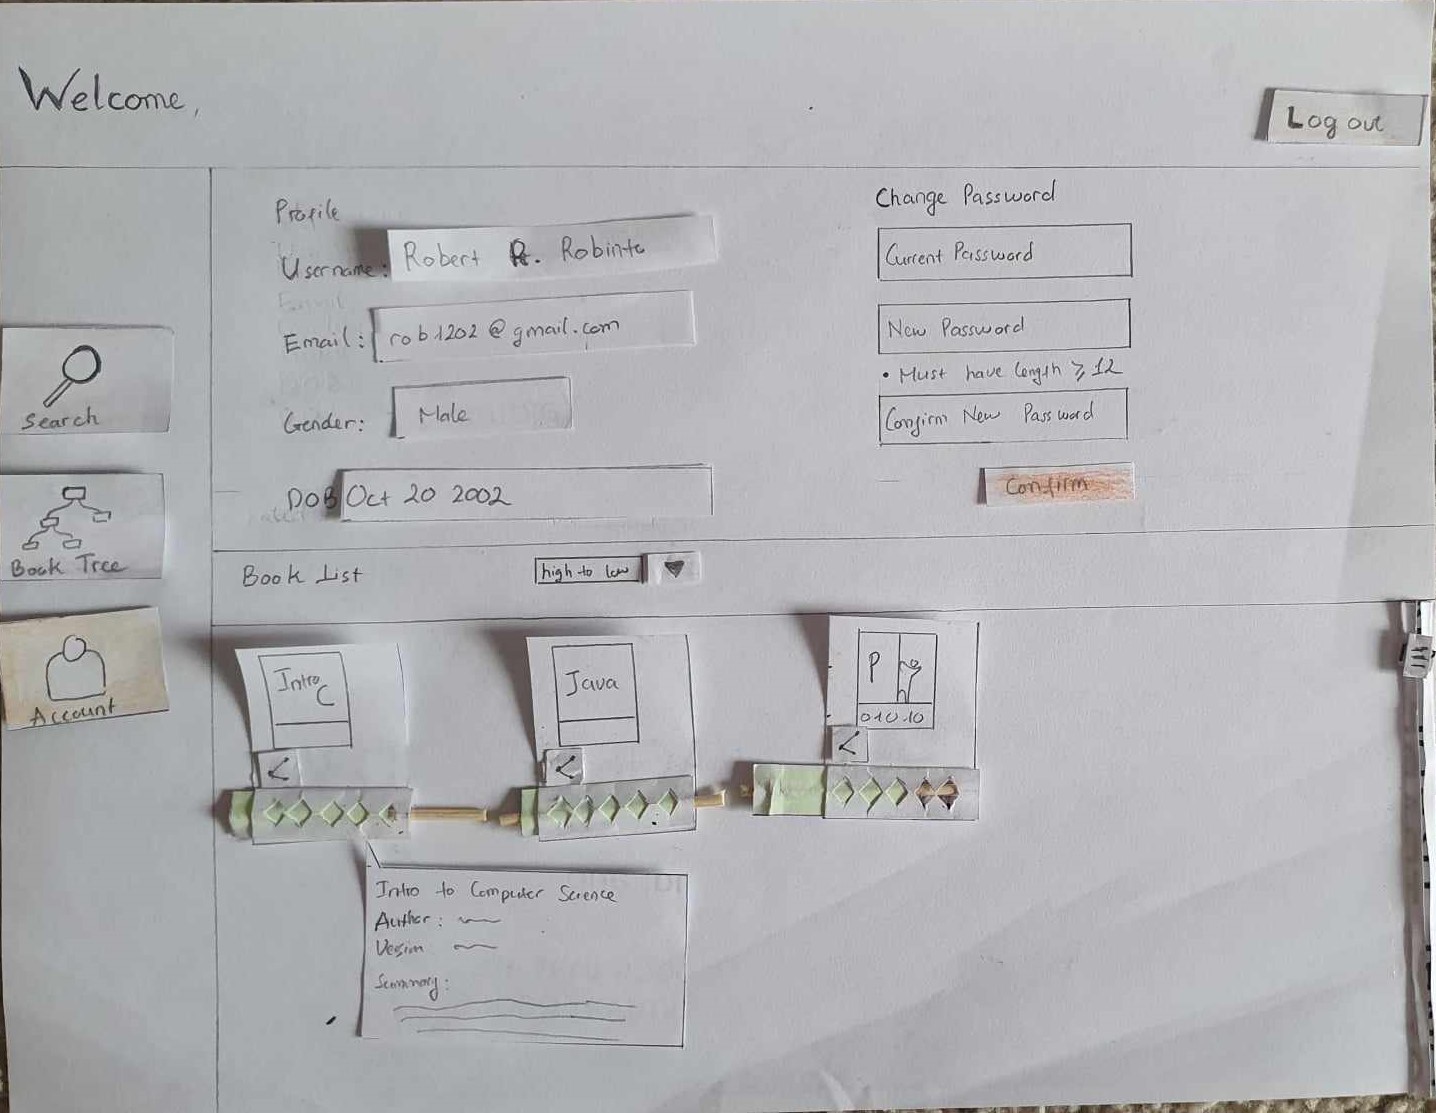 Welcome,
Log out
Search
Book Tree
Account
Profile
Username: Robert R. Robinto
Email: rob1202@gmail.com
Gender: Male
DOB Oct 20 2002
Change Password
Current Password
New Password
• Must have length ⩾ 12
Confirm New Password
Confirm
Book List
high to low
Intro C
Java
P
010.10
Intro to Computer Science
Author:
Version
Summary: